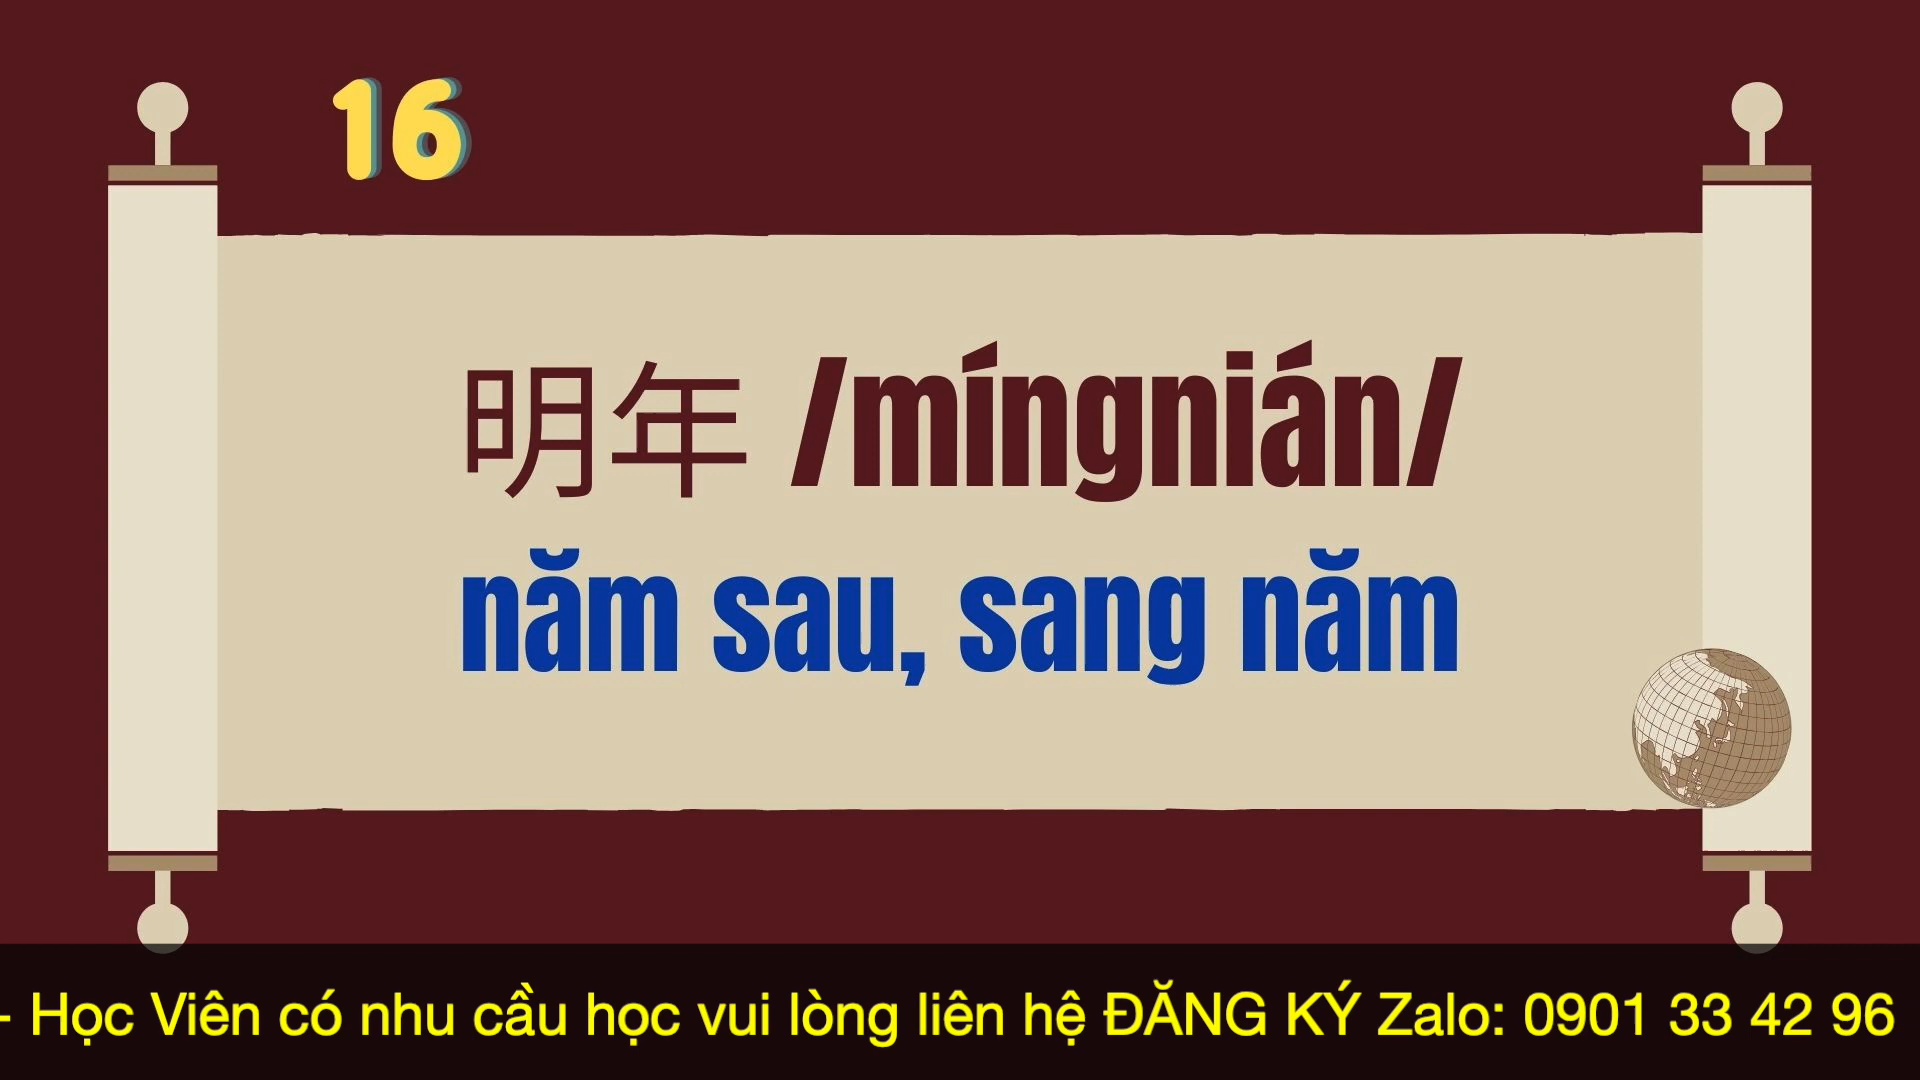 16
明年 /míngnián/
năm sau, sang năm
- Học Viên có nhu cầu học vui lòng liên hệ ĐĂNG KÝ Zalo: 0901 33 42 96